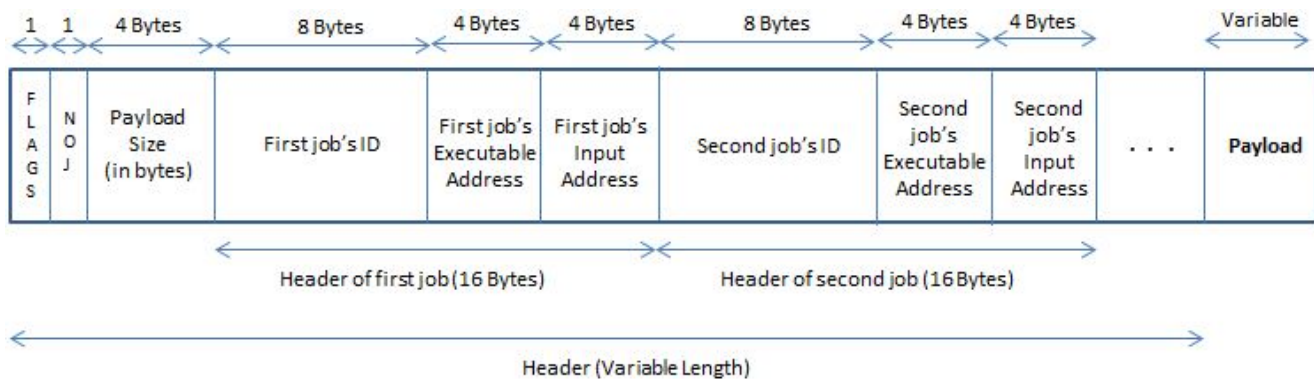 1 1 4 Bytes 8 Bytes 4 Bytes 4 Bytes 8 Bytes 4 Bytes 4 Bytes Variable
FLAGS
NOJ
Payload
Size
(in bytes)
First job's ID
First job's
Executable
Address
First job's
Input
Address
Second job's ID
Second
job's
Executable
Address
Second
job's
Input
Address
. . .
Payload
Header of first job (16 Bytes)
Header of second job (16 Bytes)
Header (Variable Length)